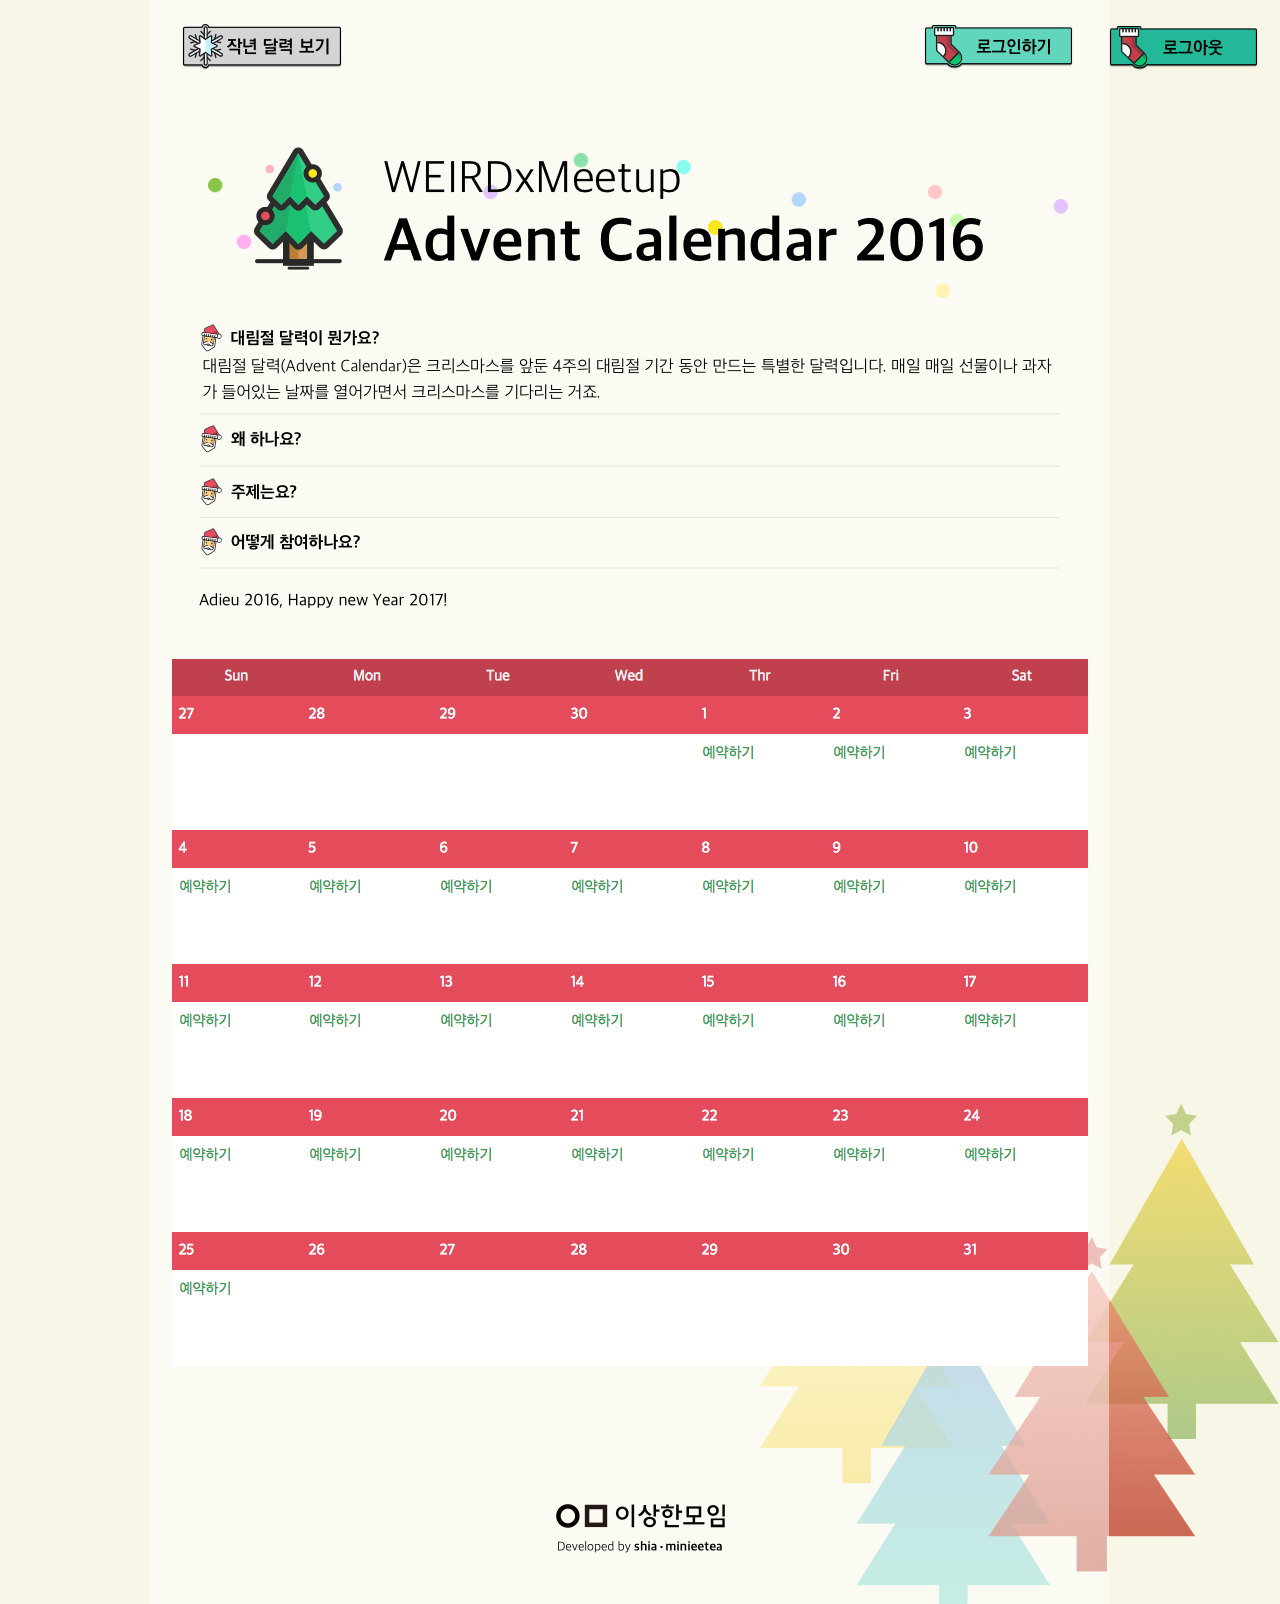 작년 달력 보기
로그인하기
로그아웃
WEIRDxMeetup
Advent Calendar 2016
대림절 달력이 뭔가요?
대림절 달력(Advent Calendar)은 크리스마스를 앞둔 4주의 대림절 기간 동안 만드는 특별한 달력입니다. 매일 매일 선물이나 과자
가 들어있는 날짜를 열어가면서 크리스마스를 기다리는 거죠.
왜 하나요?
주제는요?
어떻게 참여하나요?
Adieu 2016, Happy new Year 2017!
Sun Mon Tue Wed Thr Fri Sat
27 28 29 30 1 2 3
예약하기 예약하기 예약하기
4 5 6 7 8 9 10
예약하기 예약하기 예약하기 예약하기 예약하기 예약하기 예약하기
11 12 13 14 15 16 17
예약하기 예약하기 예약하기 예약하기 예약하기 예약하기 예약하기
18 19 20 21 22 23 24
예약하기 예약하기 예약하기 예약하기 예약하기 예약하기 예약하기
25 26 27 28 29 30 31
예약하기
이상한모임
Developed by shia · minieetea